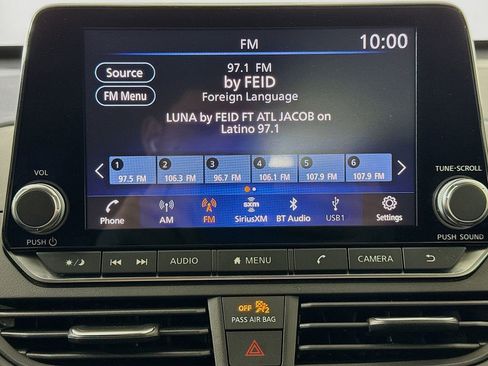 FM 10:00
Source
97.1 FM
by FEID
FM Menu
Foreign Language
LUNA by FEID FT ATL JACOB on
Latino 97.1
1 2 3 4 5 6
97.5 FM 106.3 FM 96.7 FM 106.1 FM 107.9 FM 107.9 FM
VOL
TUNE·SCROLL
sxm
Phone AM FM SiriusXM BT Audio USB1 Settings
PUSH
PUSH SOUND
AUDIO MENU CAMERA
OFF 2
PASS AIR BAG